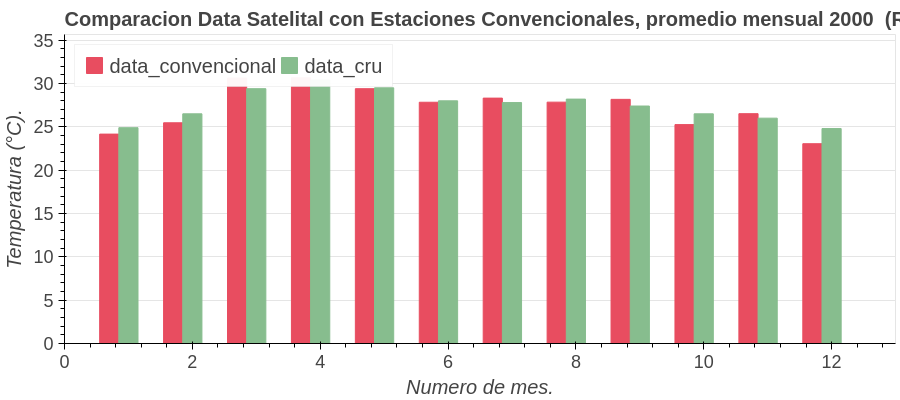 Comparacion Data Satelital con Estaciones Convencionales, promedio mensual 2000 (R
35
data_convencional data_cru
30
25
20
15
10
5
0
Temperatura (°C).
0 2 4 6 8 10 12
Numero de mes.